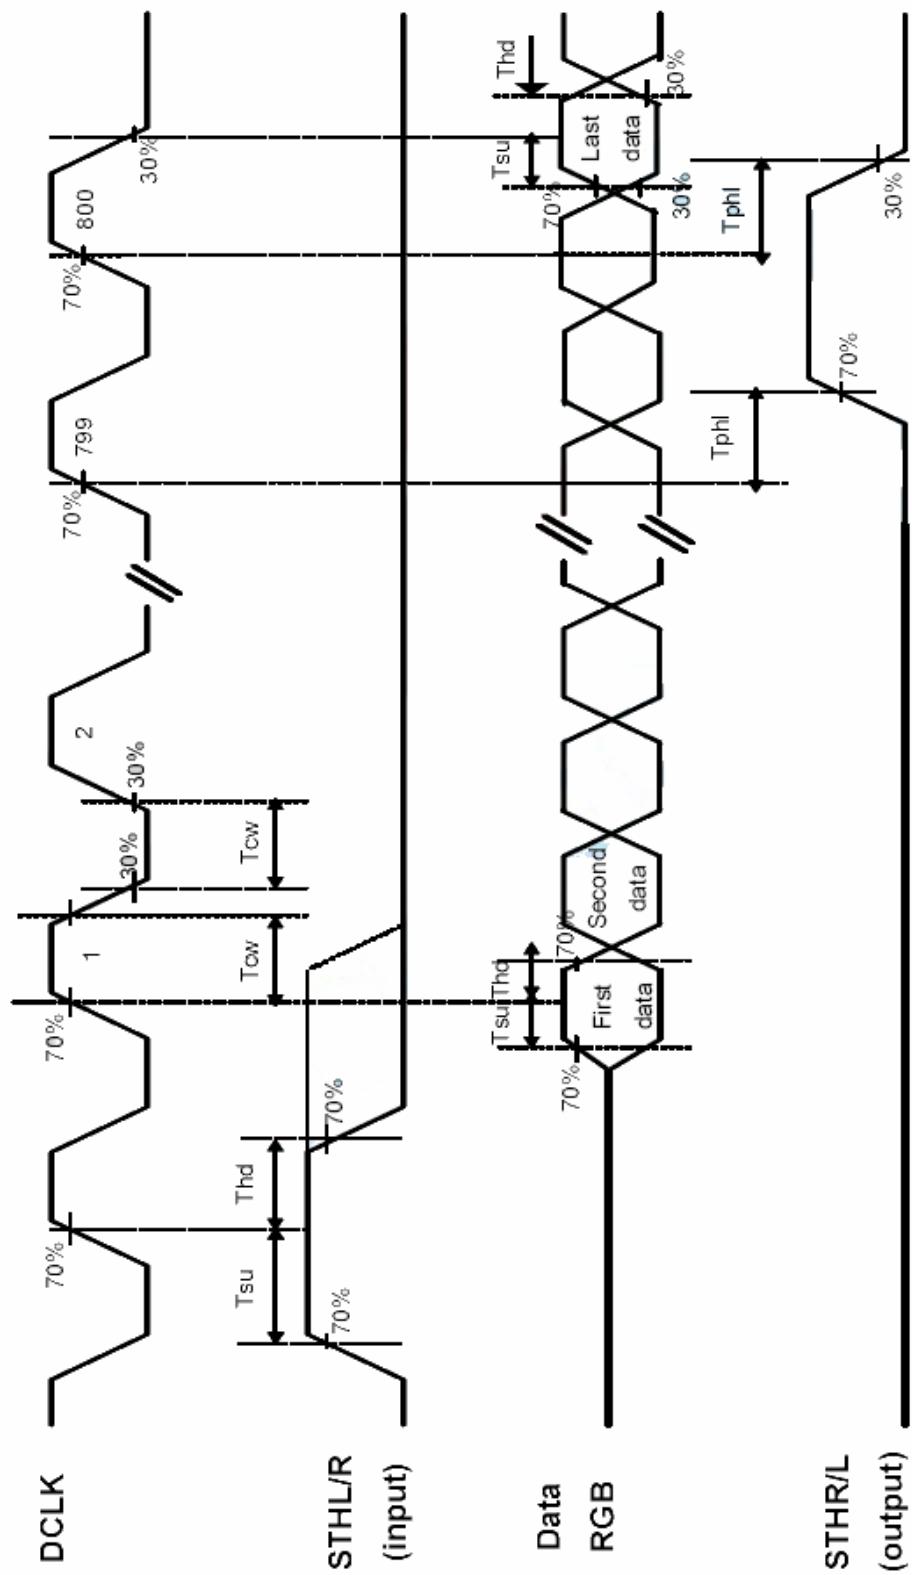 DCLK
70%
70%
1
30%
30%
2
70%
799
70%
800
30%
Tsu
Thd
Tcw
Tcw
STHL/R
(input)
70%
70%
Data
RGB
70%
Tsu
Thd
First
data
70%
Second
data
70%
Tsu
Thd
Last
data
30%
30%
Tphl
Tphl
STHR/L
(output)
70%
30%